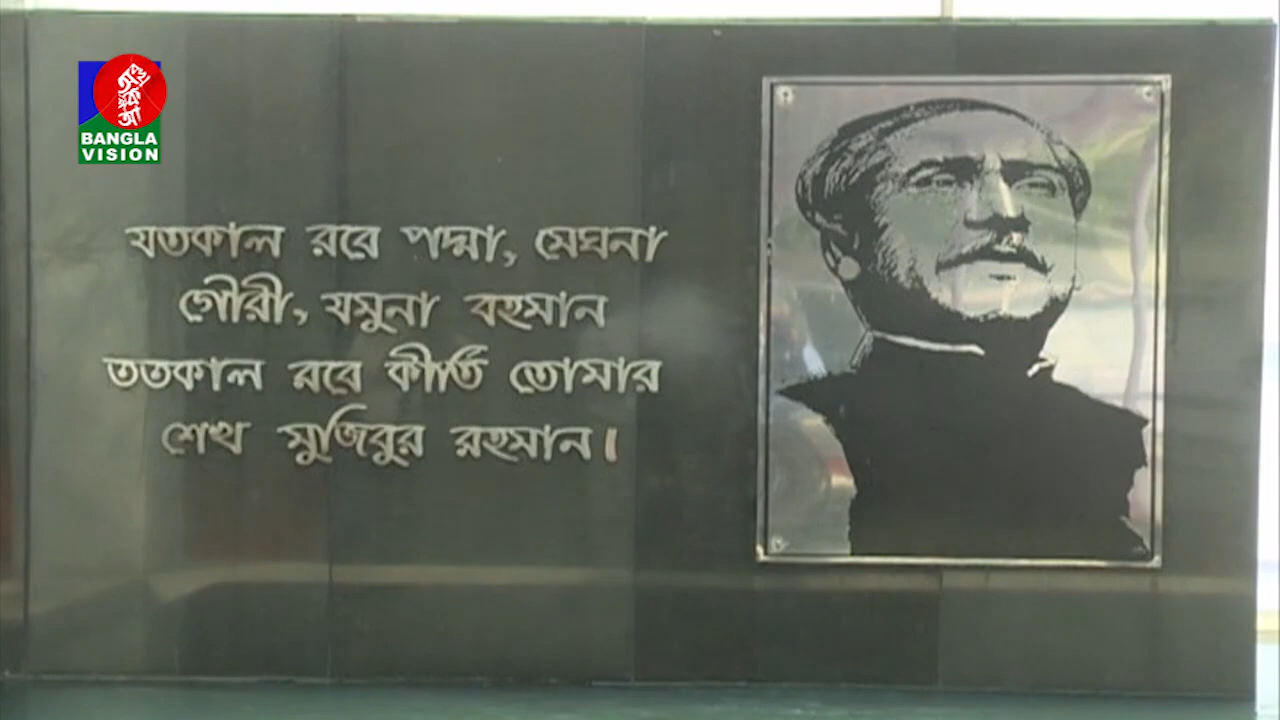 BANGLA
VISION
যতকাল রবে পদ্মা, মেঘনা
গৌরী, যমুনা বহমান
ততকাল রবে কীর্তি তোমার
শেখ মুজিবুর রহমান।